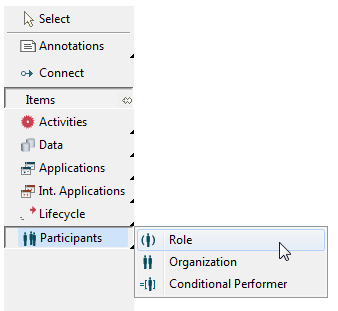 Select
Annotations
Connect
Items
Activities
Data
Applications
Int. Applications
Lifecycle
Participants
Role
Organization
Conditional Performer